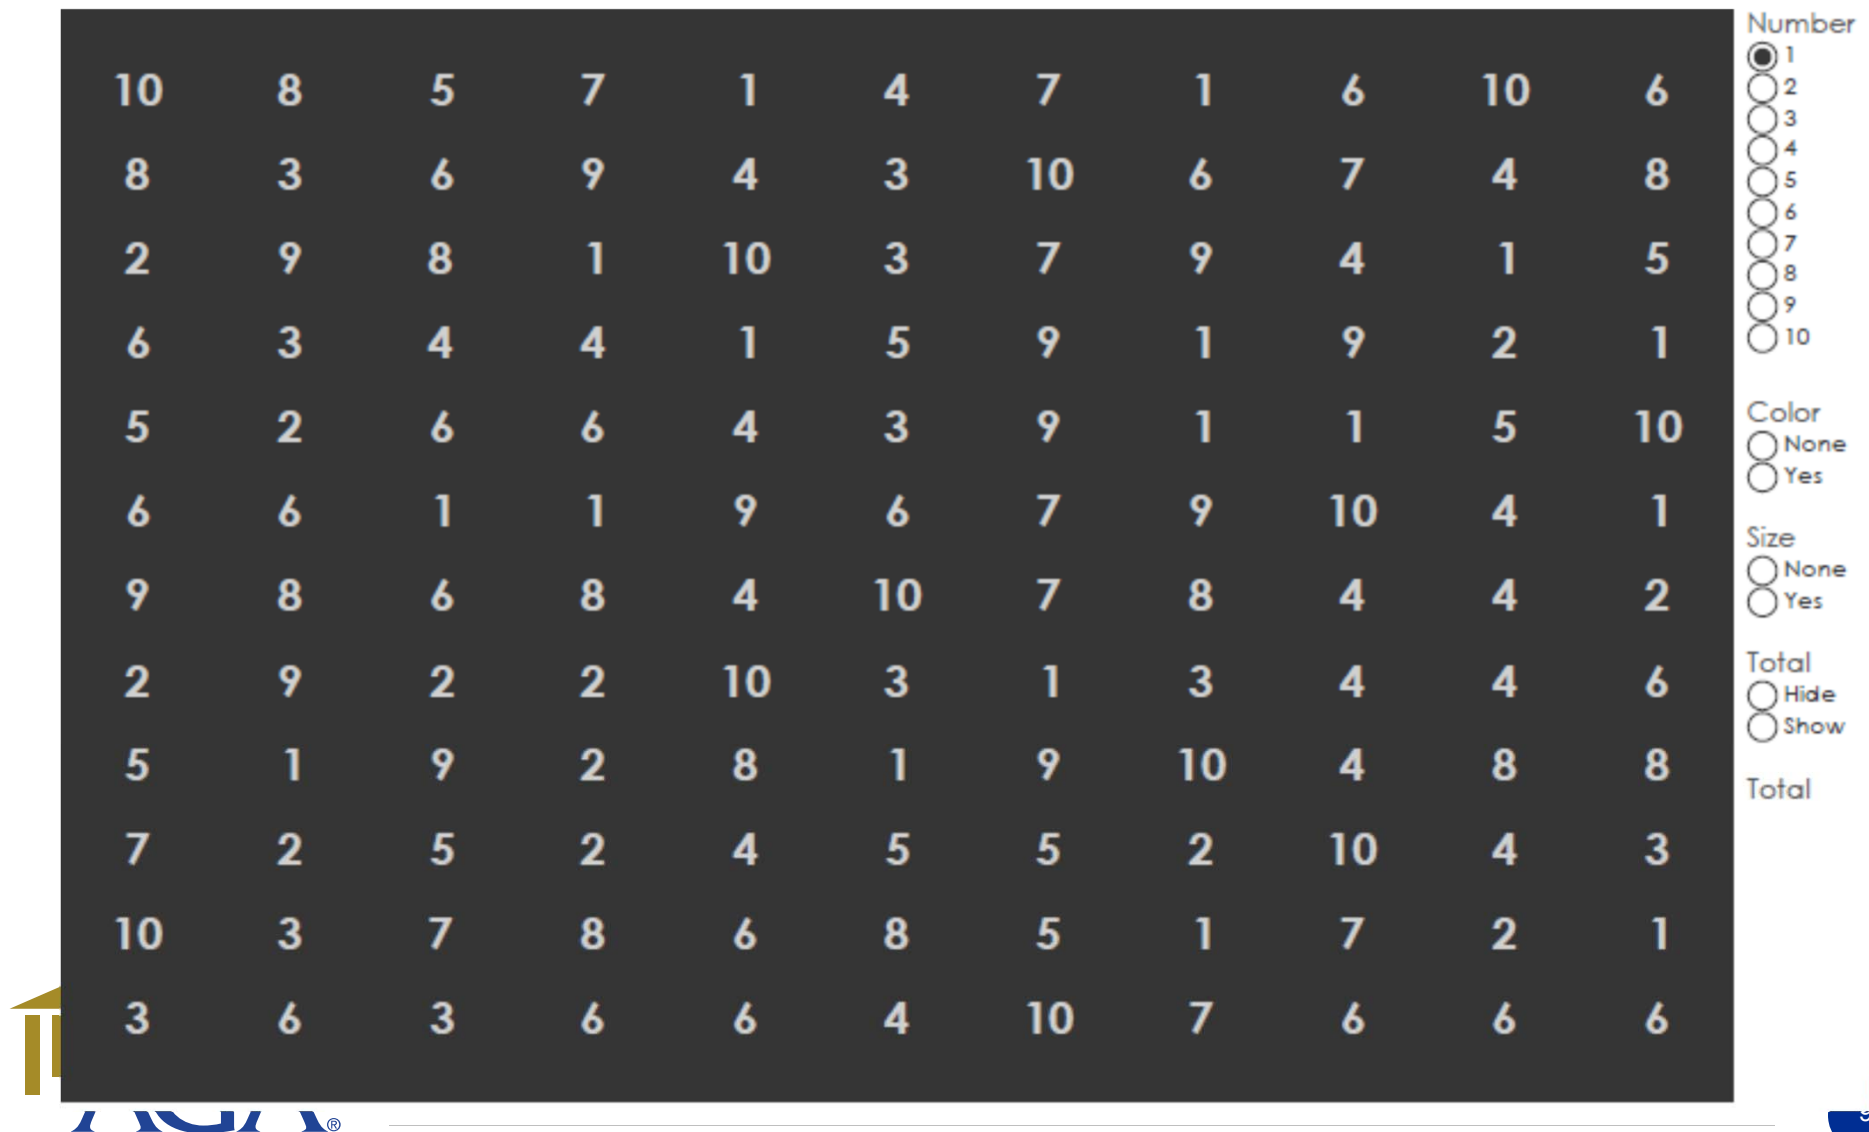 10 8 5 7 1 4 7 1 6 10 6
8 3 6 9 4 3 10 6 7 4 8
2 9 8 1 10 3 7 9 4 1 5
6 3 4 4 1 5 9 1 9 2 1
5 2 6 6 4 3 9 1 1 5 10
6 6 1 1 9 6 7 9 10 4 1
9 8 6 8 4 10 7 8 4 4 2
2 9 2 2 10 3 1 3 4 4 6
5 1 9 2 8 1 9 10 4 8 8
7 2 5 2 4 5 5 2 10 4 3
10 3 7 8 6 8 5 1 7 2 1
3 6 3 6 6 4 10 7 6 6 6
Number
1
2
3
4
5
6
7
8
9
10
Color
None
Yes
Size
None
Yes
Total
Hide
Show
Total
AGA®